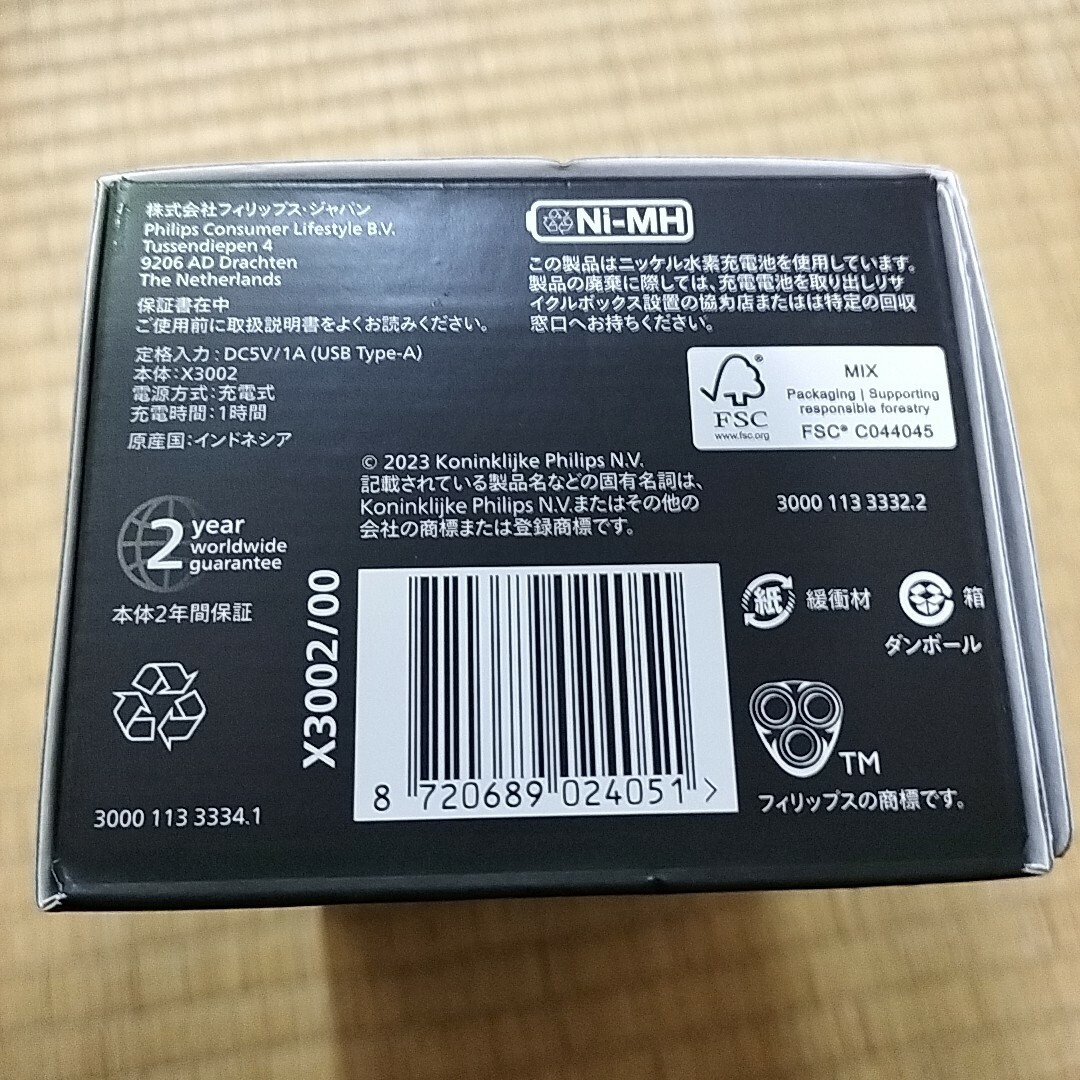 株式会社フィリップス・ジャパン
Philips Consumer Lifestyle B.V.
Tussendiepen 4
9206 AD Drachten
The Netherlands
保証書在中
ご使用前に取扱説明書をよくお読みください。
定格入力:DC5V/1A (USB Type-A)
本体:X3002
電源方式:充電式
充電時間:1時間
原産国:インドネシア
Ni-MH
この製品はニッケル水素充電池を使用しています。
製品の廃棄に際しては、充電電池を取り出しリサ
イクルボックス設置の協力店またはは特定の回収
窓口へお持ちください。
FSC®
www.fsc.org
MIX
Packaging | Supporting
responsible forestry
FSC® C044045
© 2023 Koninklijke Philips N.V.
記載されている製品名などの固有名詞は、
Koninklijke Philips N.V.またはその他の
会社の商標または登録商標です。
3000 113 3332.2
2 year
worldwide
guarantee
本体2年間保証
X3002/00
8 720689 024051 >
紙 緩衝材
箱
ダンボール
TM
フィリップスの商標です。
3000 113 3334.1